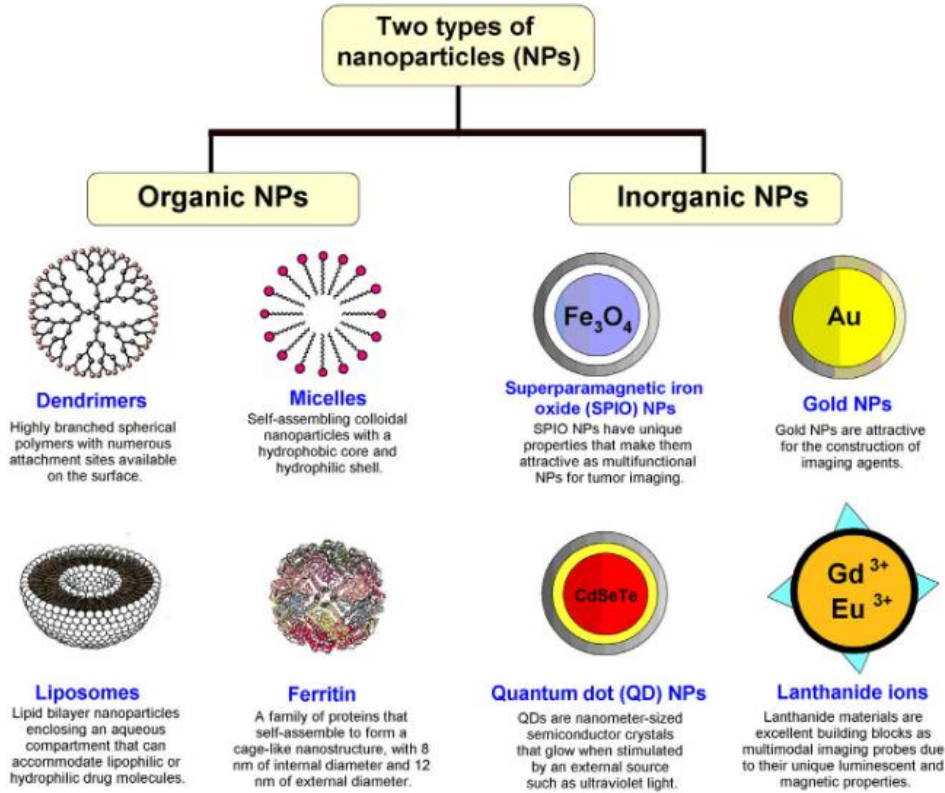 Two types of
nanoparticles (NPs)
Organic NPs
Inorganic NPs
Dendrimers
Highly branched spherical
polymers with numerous
attachment sites available
on the surface.
Micelles
Self-assembling colloidal
nanoparticles with a
hydrophobic core and
hydrophilic shell.
Fe₃O₄
Superparamagnetic iron
oxide (SPIO) NPs
SPIO NPs have unique
properties that make them
attractive as multifunctional
NPs for tumor imaging.
Au
Gold NPs
Gold NPs are attractive
for the construction of
imaging agents.
Liposomes
Lipid bilayer nanoparticles
enclosing an aqueous
compartment that can
accommodate lipophilic or
hydrophilic drug molecules.
Ferritin
A family of proteins that
self-assemble to form a
cage-like nanostructure, with 8
nm of internal diameter and 12
nm of external diameter.
CdSeTe
Quantum dot (QD) NPs
QDs are nanometer-sized
semiconductor crystals
that glow when stimulated
by an external source
such as ultraviolet light.
Gd ³⁺
Eu ³⁺
Lanthanide ions
Lanthanide materials are
excellent building blocks as
multimodal imaging probes due
to their unique luminescent and
magnetic properties.